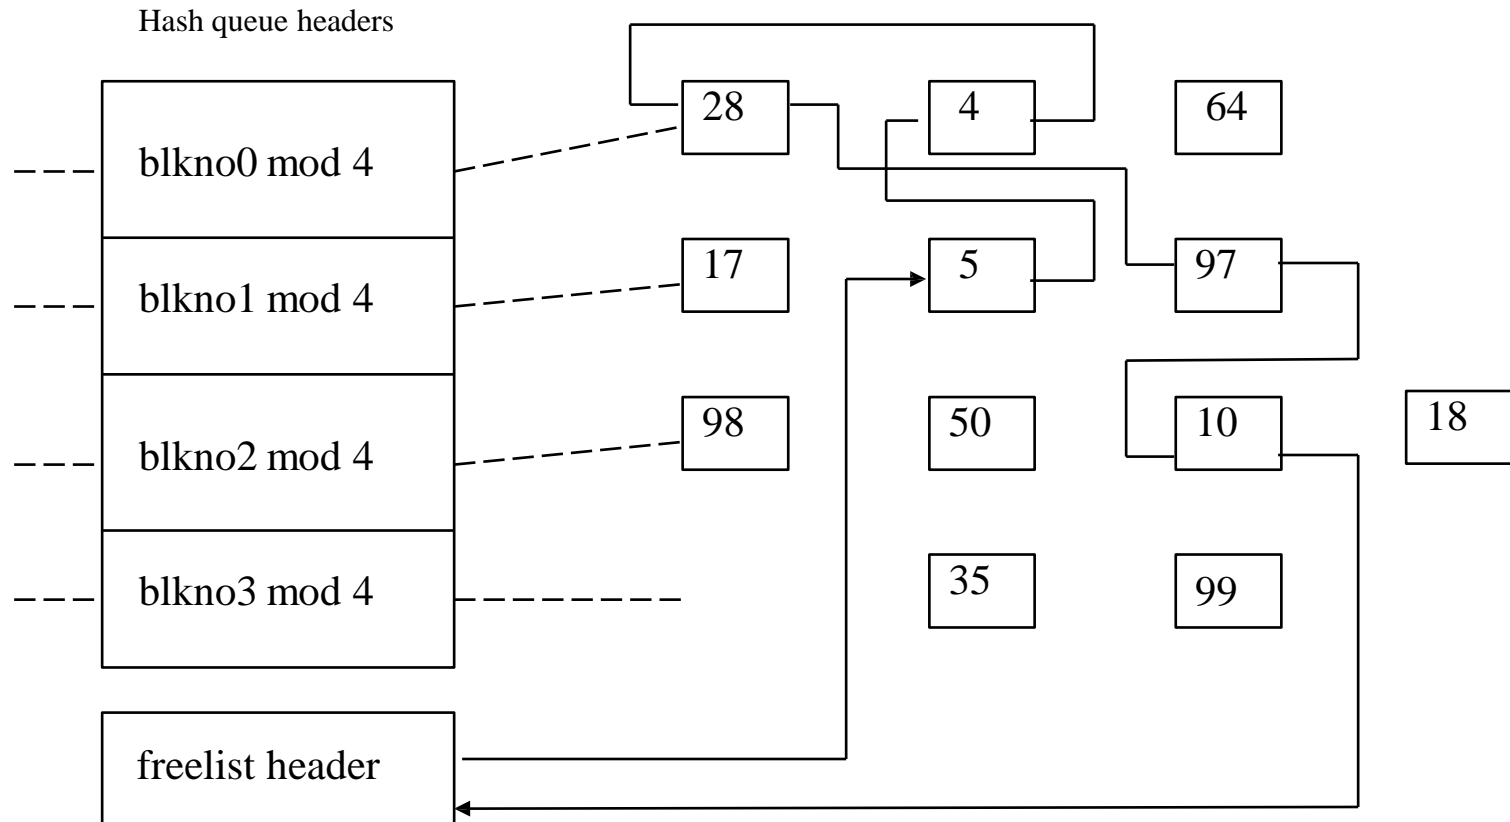 Hash queue headers
blkno0 mod 4
28
4
64
blkno1 mod 4
17
5
97
blkno2 mod 4
98
50
10
18
blkno3 mod 4
35
99
freelist header